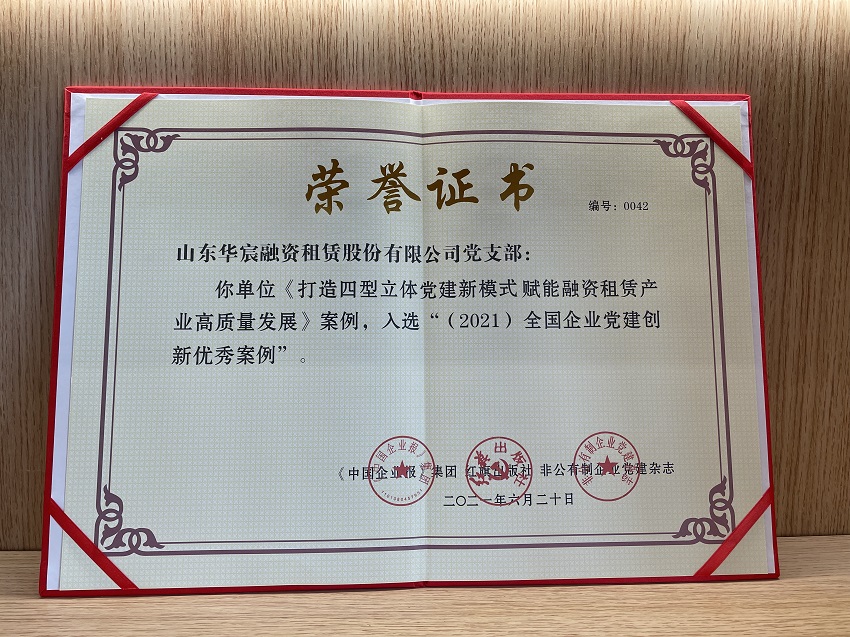 荣誉证书
编号：0042
山东华宸融资租赁股份有限公司党支部：
你单位《打造四型立体党建新模式 赋能融资租赁产
业高质量发展》案例，入选“（2021）全国企业党建创
新优秀案例”。
《中国企业报》集团 红旗出版社 非公有制企业党建杂志
二〇二一年六月二十日